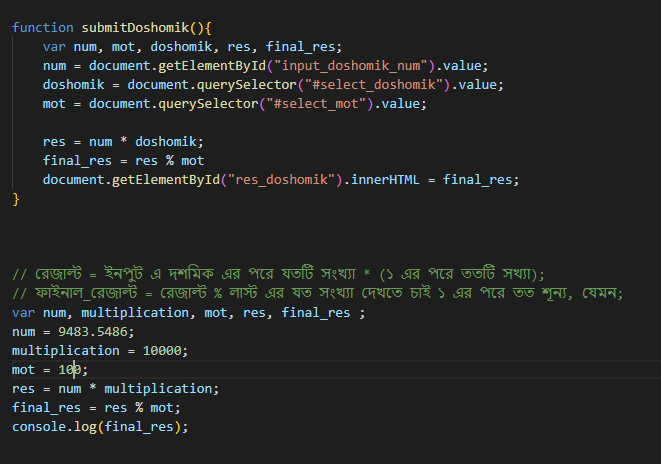 function submitDoshomik(){
var num, mot, doshomik, res, final_res;
num = document.getElementById("input_doshomik_num").value;
doshomik = document.querySelector("#select_doshomik").value;
mot = document.querySelector("#select_mot").value;
res = num * doshomik;
final_res = res % mot
document.getElementById("res_doshomik").innerHTML = final_res;
}
// রেজাল্ট = ইনপুট এ দশমিক এর পরে যতটি সংখ্যা * (১ এর পরে ততটি সখ্যা);
// ফাইনাল_রেজাল্ট = রেজাল্ট % লাস্ট এর যত সংখ্যা দেখতে চাই ১ এর পরে তত শূন্য, যেমন;
var num, multiplication, mot, res, final_res ;
num = 9483.5486;
multiplication = 10000;
mot = 100;
res = num * multiplication;
final_res = res % mot;
console.log(final_res);